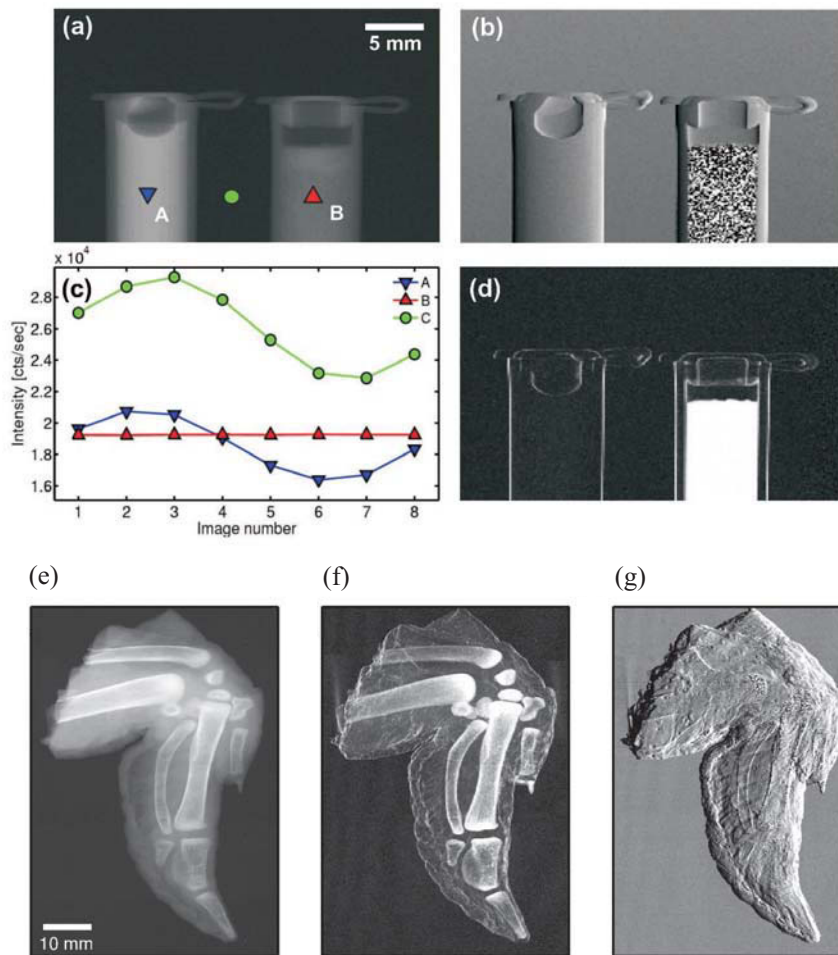 (a)
5 mm
A
B
(b)
x 10⁴
(c)
A
B
C
2.8
2.6
2.4
2.2
2
1.8
1.6
Intensity [cts/sec]
1 2 3 4 5 6 7 8
Image number
(d)
(e)
(f)
(g)
10 mm